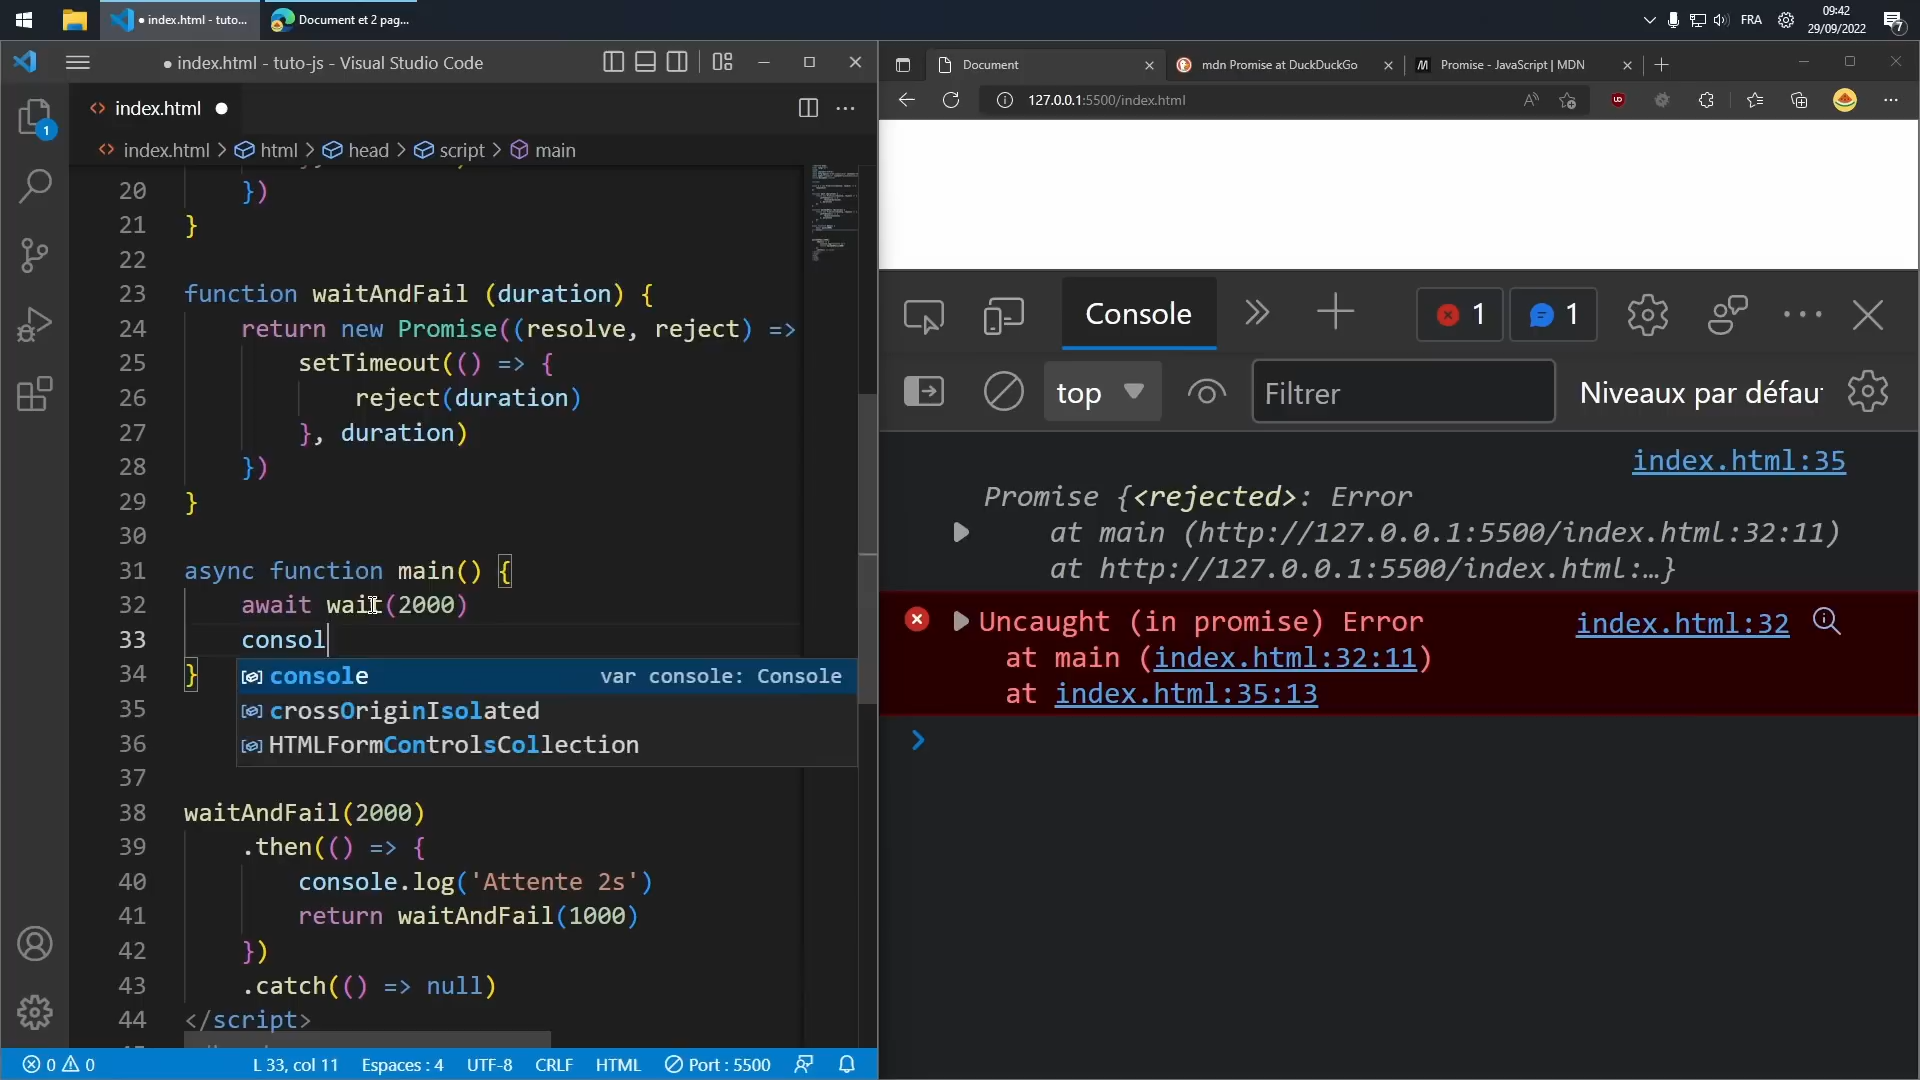 index.html - tuto...
Document et 2 pag...
FRA
09:42
29/09/2022
7
● index.html - tuto-js - Visual Studio Code
index.html ●
index.html > html > head > script > main
1
20 })
21 }
22
23 function waitAndFail (duration) {
24 return new Promise((resolve, reject) =>
25 setTimeout(() => {
26 reject(duration)
27 }, duration)
28 })
29 }
30
31 async function main() {
32 await wait(2000)
33 consol
34 }
console var console: Console
35
crossOriginIsolated
36
HTMLFormControlsCollection
37
38 waitAndFail(2000)
39 .then(() => {
40 console.log('Attente 2s')
41 return waitAndFail(1000)
42 })
43 .catch(() => null)
44 </script>
0 0 L 33, col 11 Espaces : 4 UTF-8 CRLF HTML Port : 5500
Document
mdn Promise at DuckDuckGo
Promise - JavaScript | MDN
127.0.0.1:5500/index.html
Console
1
1
top
Filtrer
Niveaux par défau
index.html:35
Promise {<rejected>: Error
at main (http://127.0.0.1:5500/index.html:32:11)
at http://127.0.0.1:5500/index.html:…}
Uncaught (in promise) Error index.html:32
at main (index.html:32:11)
at index.html:35:13